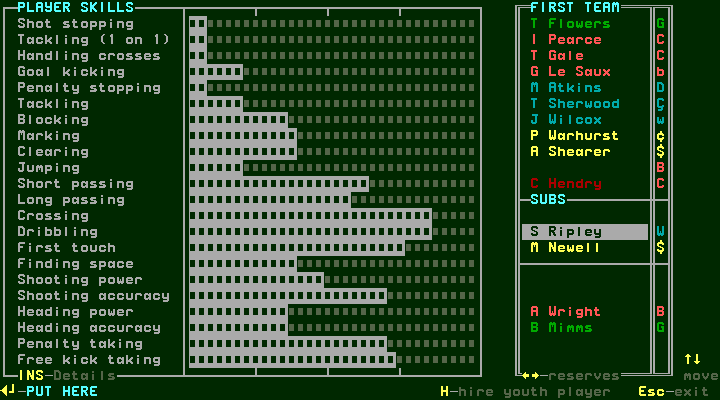 PLAYER SKILLS
Shot stopping
Tackling (1 on 1)
Handling crosses
Goal kicking
Penalty stopping
Tackling
Blocking
Marking
Clearing
Jumping
Short passing
Long passing
Crossing
Dribbling
First touch
Finding space
Shooting power
Shooting accuracy
Heading power
Heading accuracy
Penalty taking
Free kick taking
INS-Details
PUT HERE
FIRST TEAM
T Flowers G
I Pearce C
T Gale C
G Le Saux b
M Atkins D
T Sherwood Ç
J Wilcox w
P Warhurst ¢
A Shearer $
B
C Hendry C
SUBS
S Ripley W
M Newell $
A Wright B
B Mimms G
↔-reserves
↑↓ move
H-hire youth player
Esc-exit